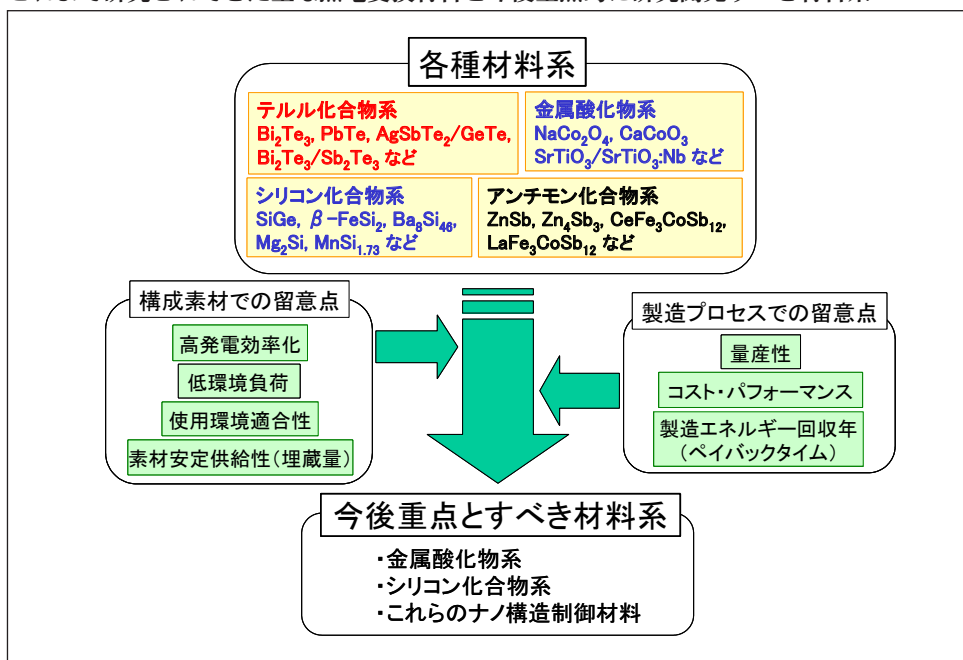 各種材料系
テルル化合物系
Bi₂Te₃, PbTe, AgSbTe₂/GeTe,
Bi₂Te₃/Sb₂Te₃ など
金属酸化物系
NaCo₂O₄, CaCoO₃
SrTiO₃/SrTiO₃:Nb など
シリコン化合物系
SiGe, β-FeSi₂, Ba₈Si₄₆,
Mg₂Si, MnSi₁.₇₃ など
アンチモン化合物系
ZnSb, Zn₄Sb₃, CeFe₃CoSb₁₂,
LaFe₃CoSb₁₂ など
構成素材での留意点
高発電効率化
低環境負荷
使用環境適合性
素材安定供給性(埋蔵量)
製造プロセスでの留意点
量産性
コスト・パフォーマンス
製造エネルギー回収年
(ペイバックタイム)
今後重点とすべき材料系
・金属酸化物系
・シリコン化合物系
・これらのナノ構造制御材料